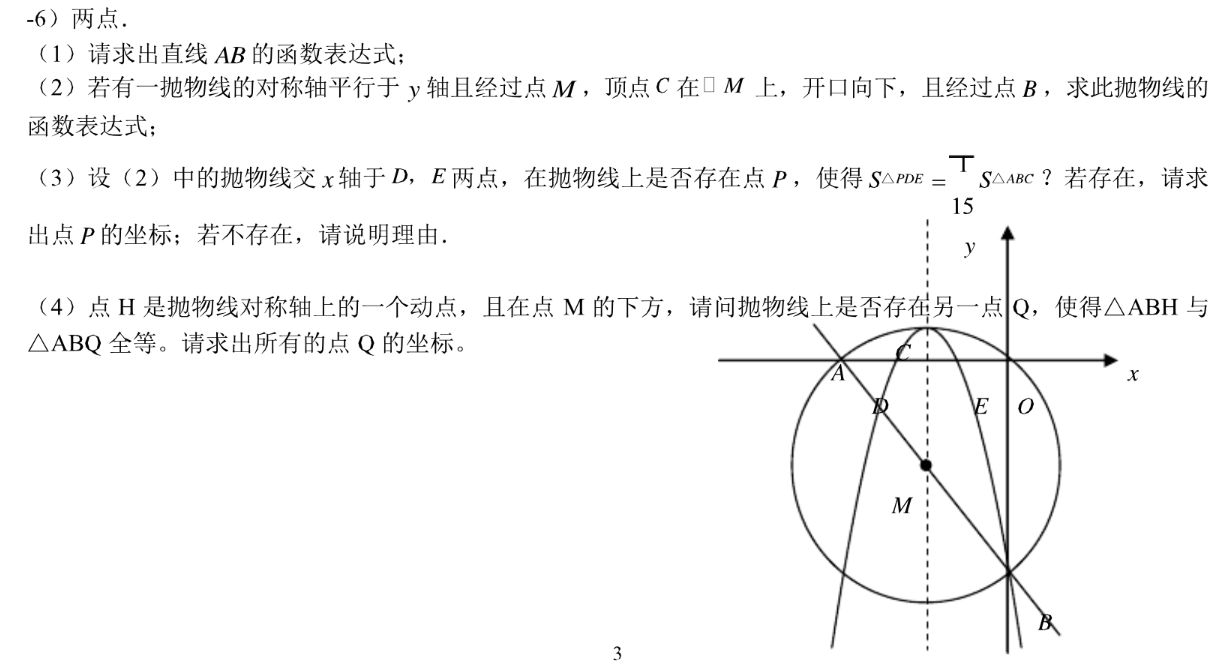 -6）两点．
（1）请求出直线 AB 的函数表达式；
（2）若有一抛物线的对称轴平行于 y 轴且经过点 M ，顶点 C 在□ M 上，开口向下，且经过点 B ，求此抛物线的
函数表达式；
（3）设（2）中的抛物线交 x 轴于 D，E 两点，在抛物线上是否存在点 P ，使得 S△PDE = 1/15 S△ABC ？若存在，请求
出点 P 的坐标；若不存在，请说明理由．
（4）点 H 是抛物线对称轴上的一个动点，且在点 M 的下方，请问抛物线上是否存在另一点 Q，使得△ABH 与
△ABQ 全等。请求出所有的点 Q 的坐标。
y
C
A
x
D
E
O
M
B
3